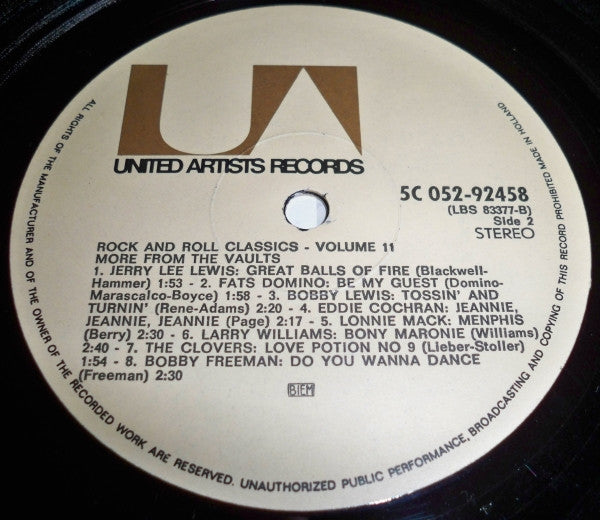 UA
UNITED ARTISTS RECORDS
5C 052-92458
(LBS 83377-B)
Side 2
STEREO
ROCK AND ROLL CLASSICS - VOLUME 11
MORE FROM THE VAULTS
1. JERRY LEE LEWIS: GREAT BALLS OF FIRE (Blackwell-
Hammer) 1:53 - 2. FATS DOMINO: BE MY GUEST (Domino-
Marascalco-Boyce) 1:58 - 3. BOBBY LEWIS: TOSSIN' AND
TURNIN' (Rene-Adams) 2:20 - 4. EDDIE COCHRAN: JEANNIE,
JEANNIE, JEANNIE (Page) 2:17 - 5. LONNIE MACK: MEMPHIS
(Berry) 2:30 - 6. LARRY WILLIAMS: BONY MARONIE (Williams)
2:40 - 7. THE CLOVERS: LOVE POTION NO 9 (Lieber-Stoller)
1:54 - 8. BOBBY FREEMAN: DO YOU WANNA DANCE
(Freeman) 2:30
BIEM
ALL RIGHTS OF THE MANUFACTURER AND OF THE OWNER OF THE RECORDED WORK ARE RESERVED. UNAUTHORIZED PUBLIC PERFORMANCE, BROADCASTING AND COPYING OF THIS RECORD PROHIBITED MADE IN HOLLAND